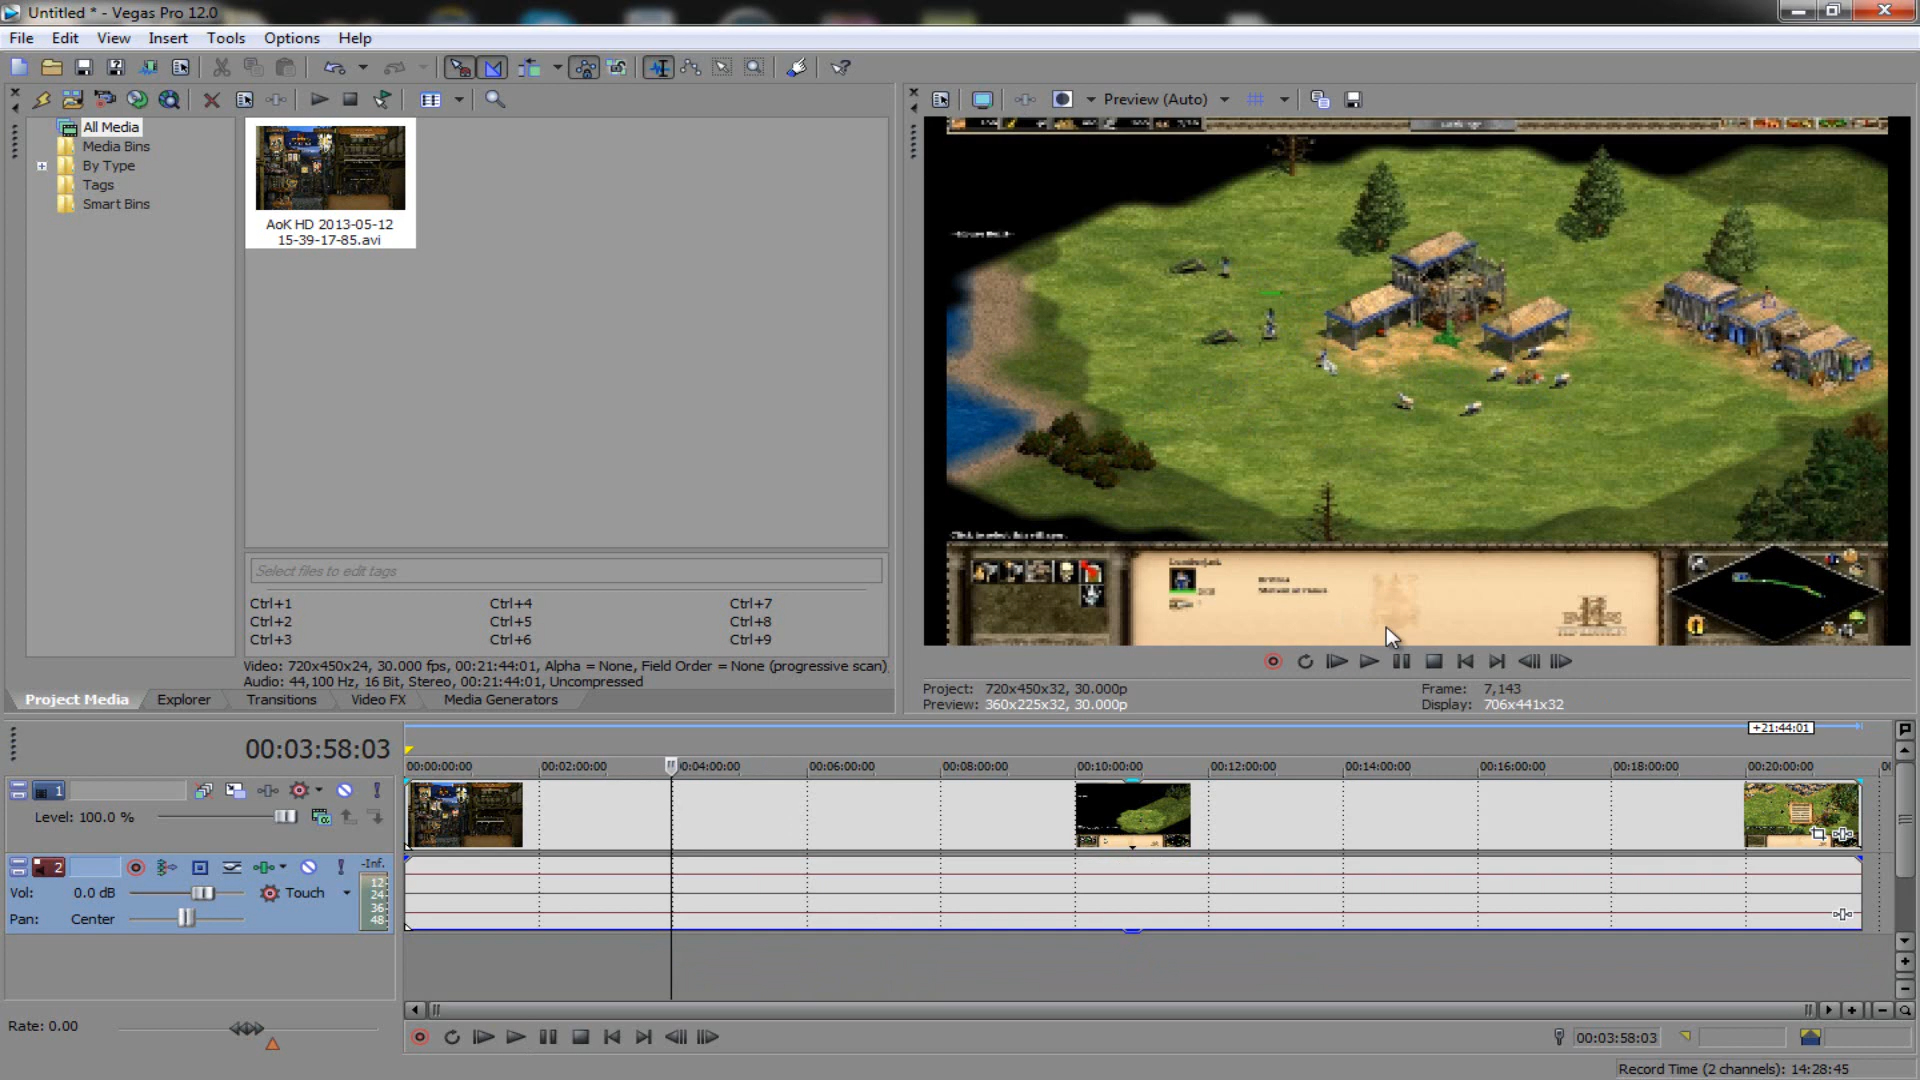 Untitled * - Vegas Pro 12.0
File Edit View Insert Tools Options Help
Preview (Auto)
All Media
Media Bins
By Type
Tags
Smart Bins
AoK HD 2013-05-12
15-39-17-85.avi
Select files to edit tags
Ctrl+1 Ctrl+4 Ctrl+7
Ctrl+2 Ctrl+5 Ctrl+8
Ctrl+3 Ctrl+6 Ctrl+9
Video: 720x450x24, 30.000 fps, 00:21:44:01, Alpha = None, Field Order = None (progressive scan)
Audio: 44,100 Hz, 16 Bit, Stereo, 00:21:44:01, Uncompressed
Project Media Explorer Transitions Video FX Media Generators
Project: 720x450x32, 30.000p
Preview: 360x225x32, 30.000p
Frame: 7,143
Display: 706x441x32
+21:44:01
00:03:58:03
00:00:00:00 00:02:00:00 00:04:00:00 00:06:00:00 00:08:00:00 00:10:00:00 00:12:00:00 00:14:00:00 00:16:00:00 00:18:00:00 00:20:00:00
1
Level: 100.0 %
2
-Inf.
Vol: 0.0 dB Touch
Pan: Center
12
24
36
48
Rate: 0.00
00:03:58:03
Record Time (2 channels): 14:28:45